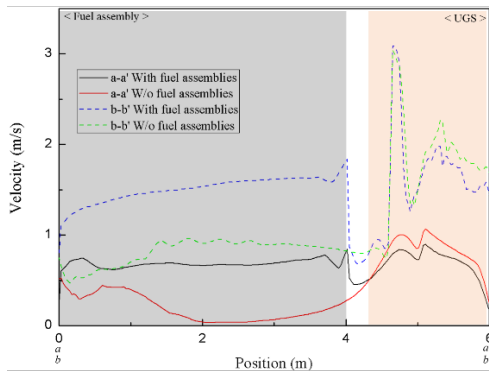 < Fuel assembly >
< UGS >
a-a' With fuel assemblies
a-a' W/o fuel assemblies
b-b' With fuel assemblies
b-b' W/o fuel assemblies
Velocity (m/s)
3
2
1
0
0
2
4
6
a
b
a
b
Position (m)